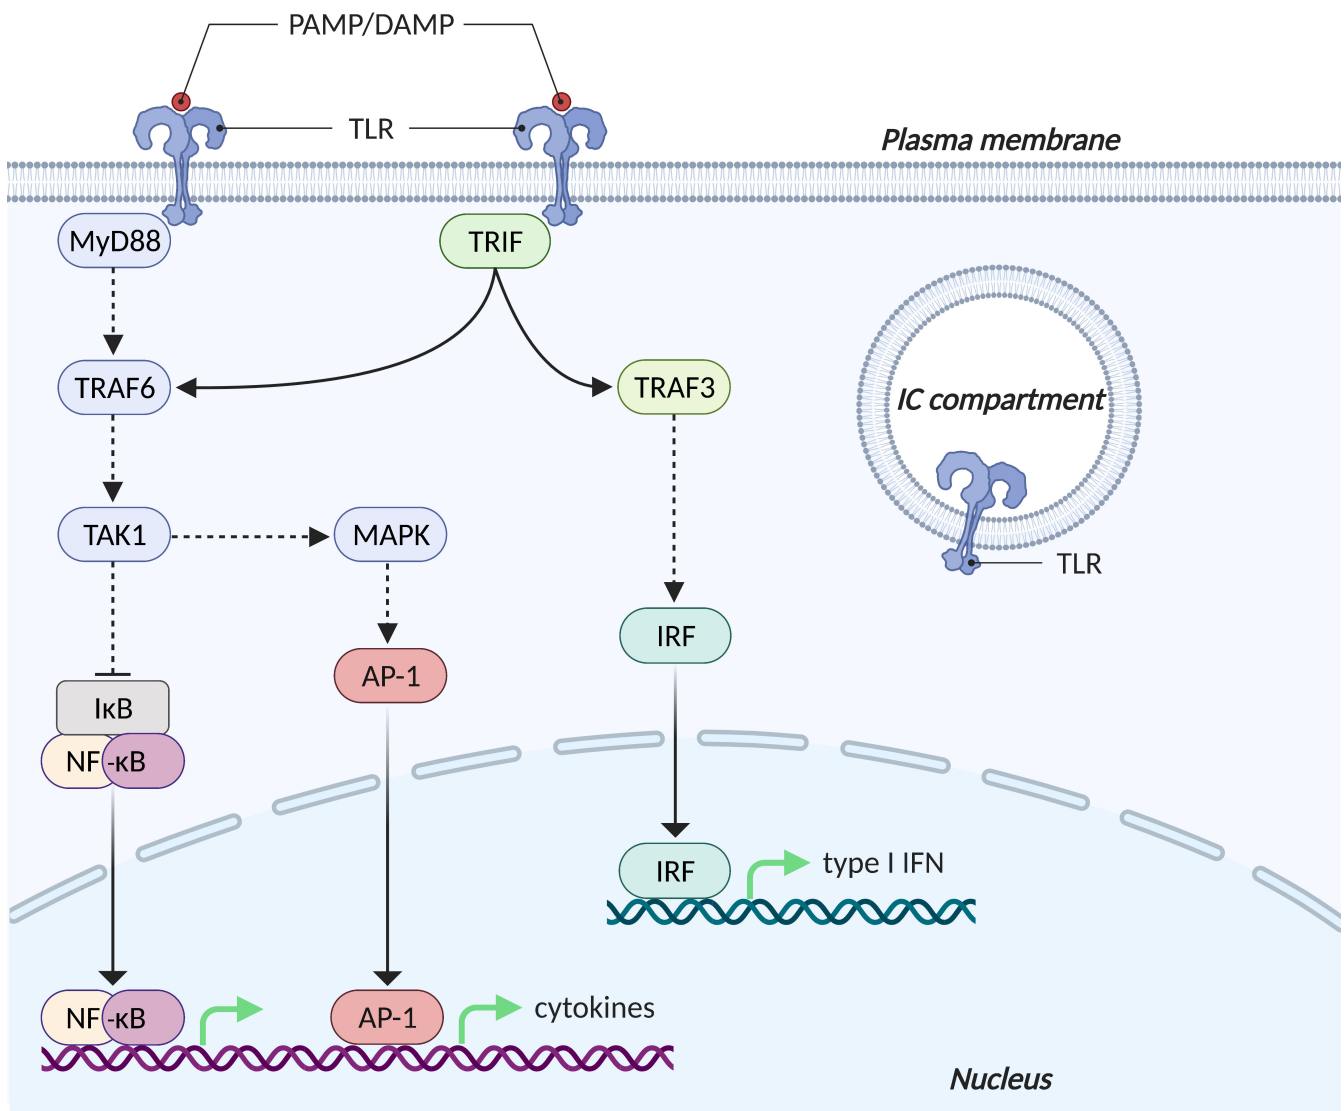 PAMP/DAMP
TLR
Plasma membrane
MyD88
TRIF
TRAF6
TRAF3
IC compartment
TAK1
MAPK
TLR
IRF
AP-1
IκB
NF-κB
IRF
type I IFN
NF-κB
AP-1
cytokines
Nucleus